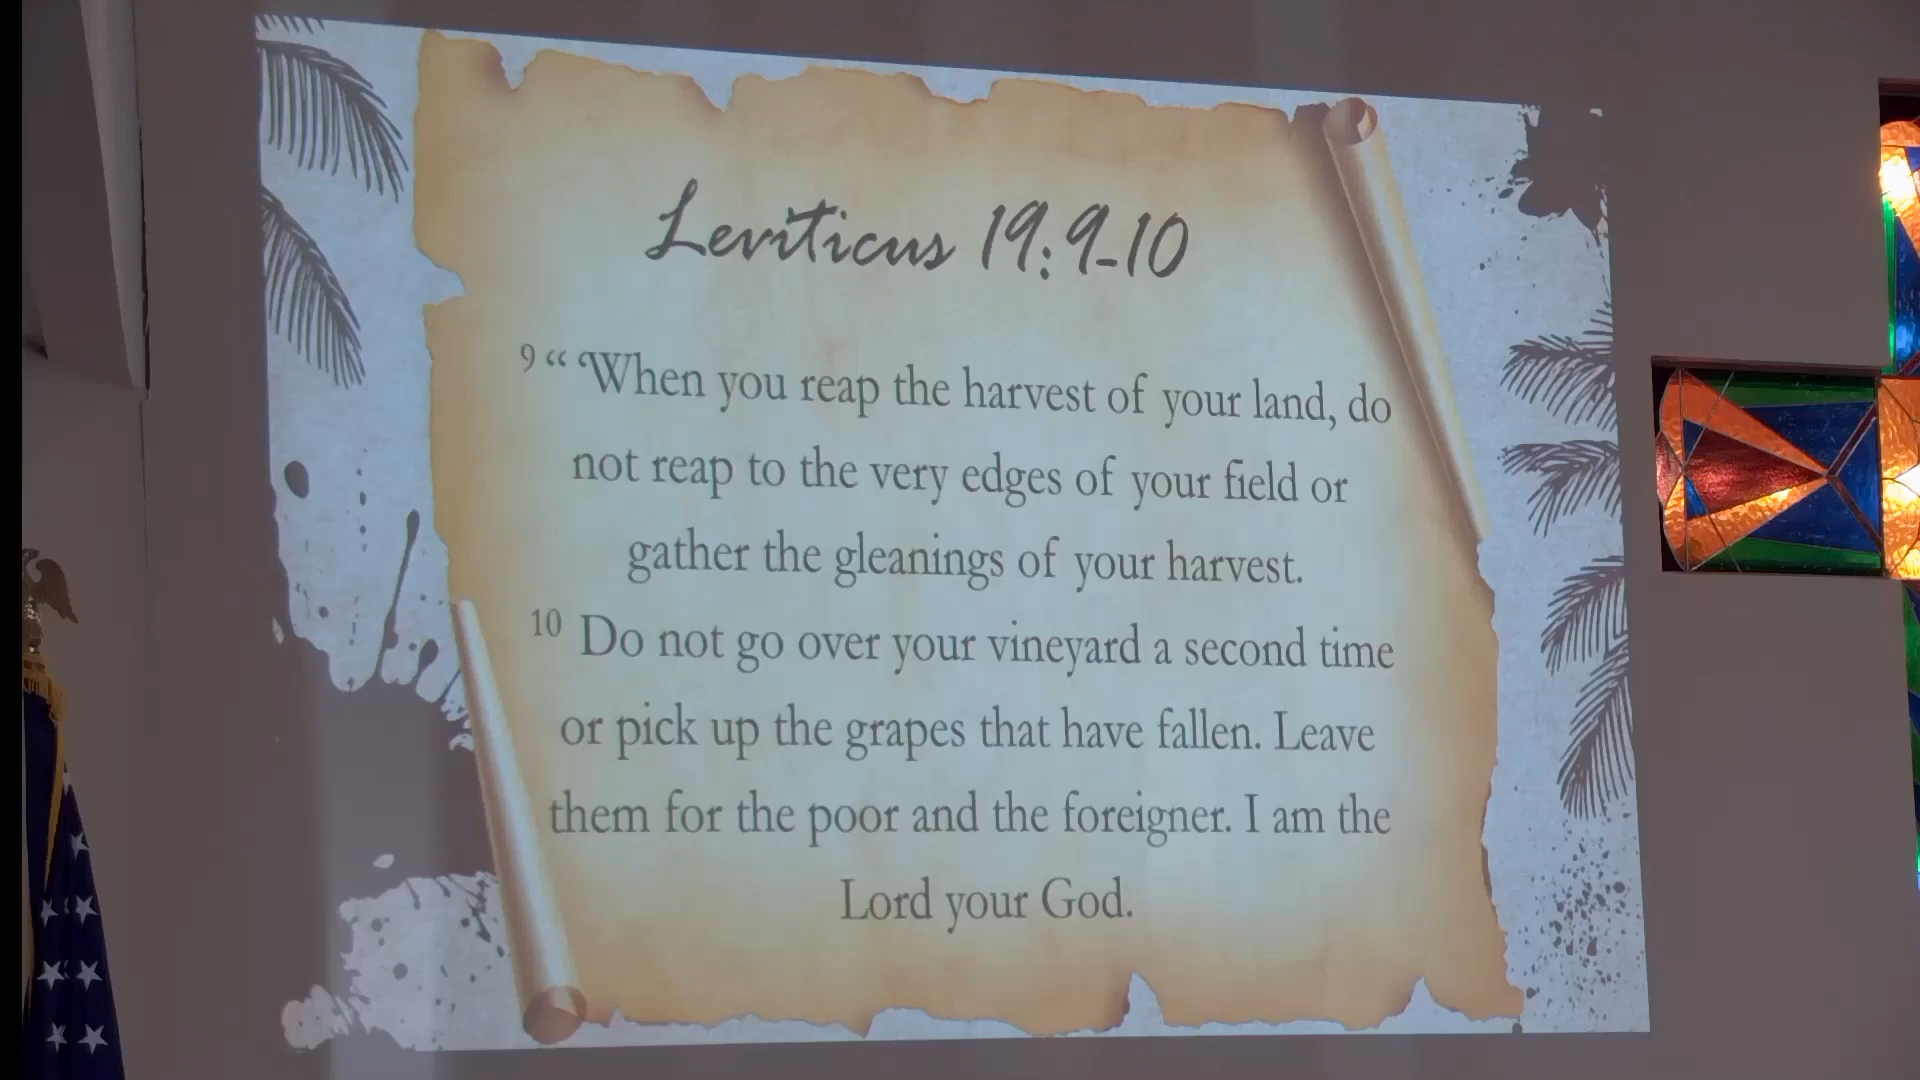 Leviticus 19:9-10
9 “ ‘When you reap the harvest of your land, do
not reap to the very edges of your field or
gather the gleanings of your harvest.
10 Do not go over your vineyard a second time
or pick up the grapes that have fallen. Leave
them for the poor and the foreigner. I am the
Lord your God.